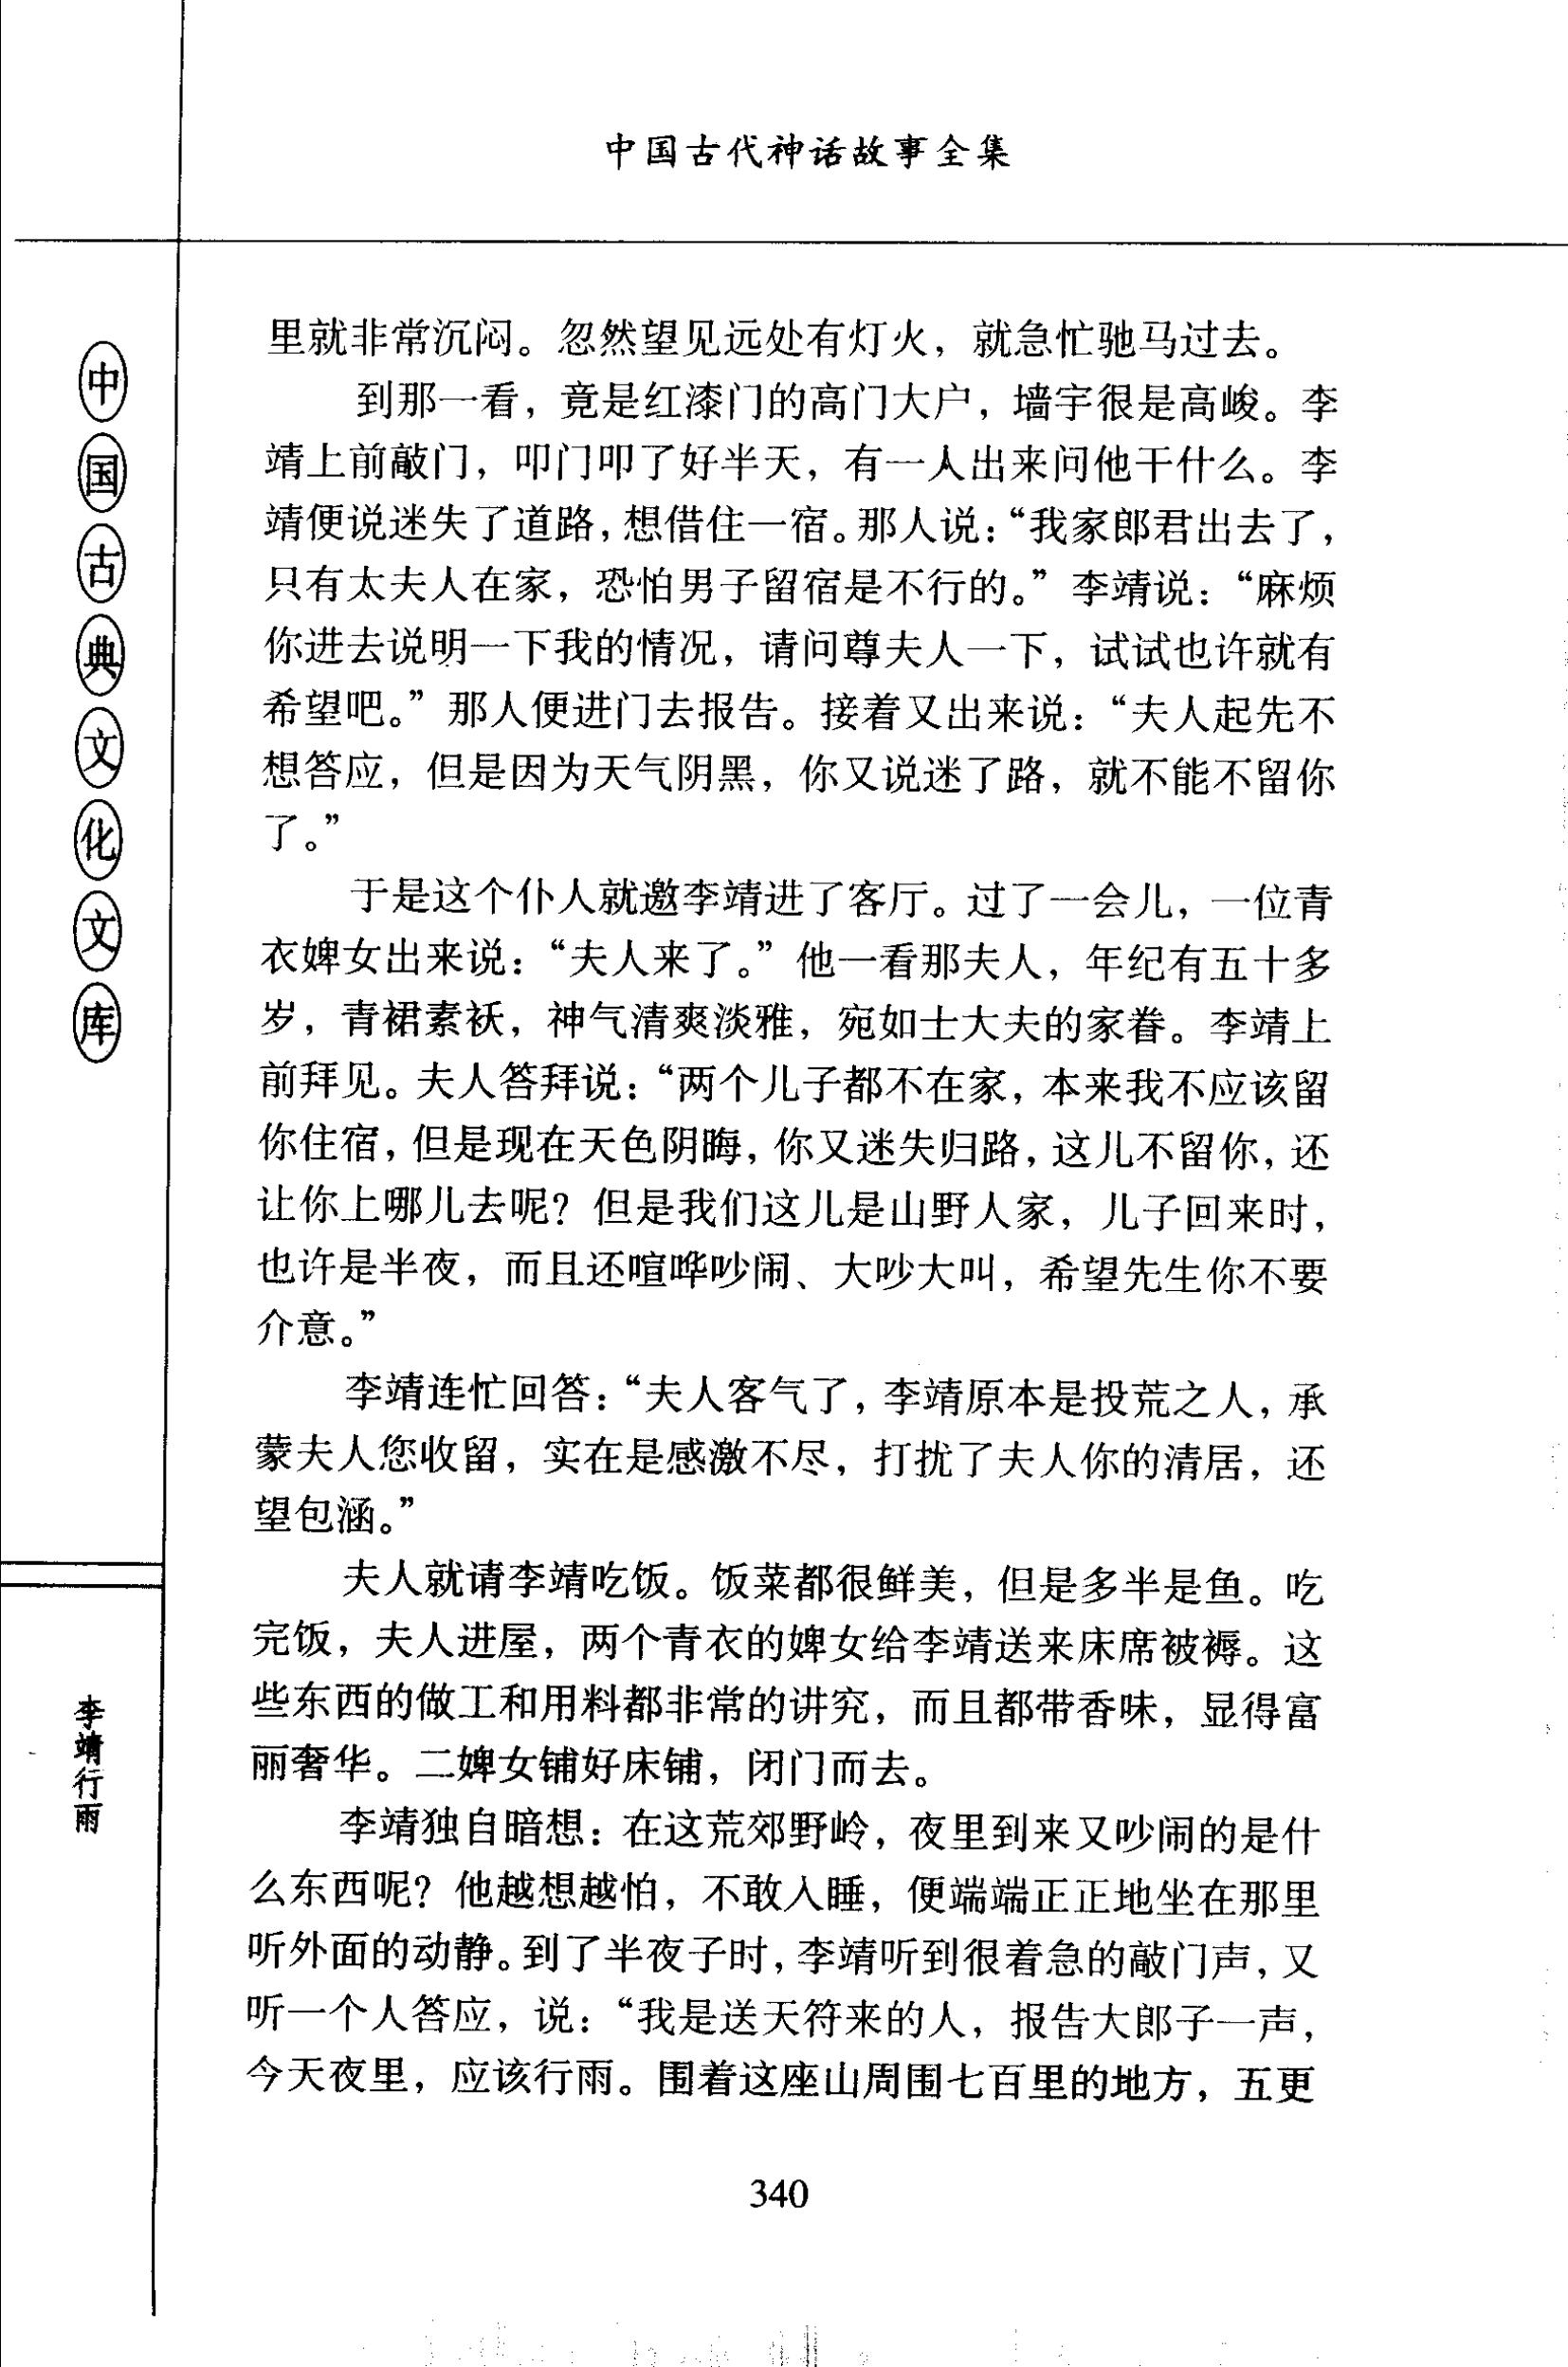 中国古代神话故事全集
中国古典文化文库
李靖行雨
里就非常沉闷。忽然望见远处有灯火，就急忙驰马过去。
到那一看，竟是红漆门的高门大户，墙宇很是高峻。李
靖上前敲门，叩门叩了好半天，有一人出来问他干什么。李
靖便说迷失了道路，想借住一宿。那人说：“我家郎君出去了，
只有太夫人在家，恐怕男子留宿是不行的。”李靖说：“麻烦
你进去说明一下我的情况，请问尊夫人一下，试试也许就有
希望吧。”那人便进门去报告。接着又出来说：“夫人起先不
想答应，但是因为天气阴黑，你又说迷了路，就不能不留你
了。”
于是这个仆人就邀李靖进了客厅。过了一会儿，一位青
衣婢女出来说：“夫人来了。”他一看那夫人，年纪有五十多
岁，青裙素袄，神气清爽淡雅，宛如士大夫的家眷。李靖上
前拜见。夫人答拜说：“两个儿子都不在家，本来我不应该留
你住宿，但是现在天色阴晦，你又迷失归路，这儿不留你，还
让你上哪儿去呢？但是我们这儿是山野人家，儿子回来时，
也许是半夜，而且还喧哗吵闹、大吵大叫，希望先生你不要
介意。”
李靖连忙回答：“夫人客气了，李靖原本是投荒之人，承
蒙夫人您收留，实在是感激不尽，打扰了夫人你的清居，还
望包涵。”
夫人就请李靖吃饭。饭菜都很鲜美，但是多半是鱼。吃
完饭，夫人进屋，两个青衣的婢女给李靖送来床席被褥。这
些东西的做工和用料都非常的讲究，而且都带香味，显得富
丽奢华。二婢女铺好床铺，闭门而去。
李靖独自暗想：在这荒郊野岭，夜里到来又吵闹的是什
么东西呢？他越想越怕，不敢入睡，便端端正正地坐在那里
听外面的动静。到了半夜子时，李靖听到很着急的敲门声，又
听一个人答应，说：“我是送天符来的人，报告大郎子一声，
今天夜里，应该行雨。围着这座山周围七百里的地方，五更
340